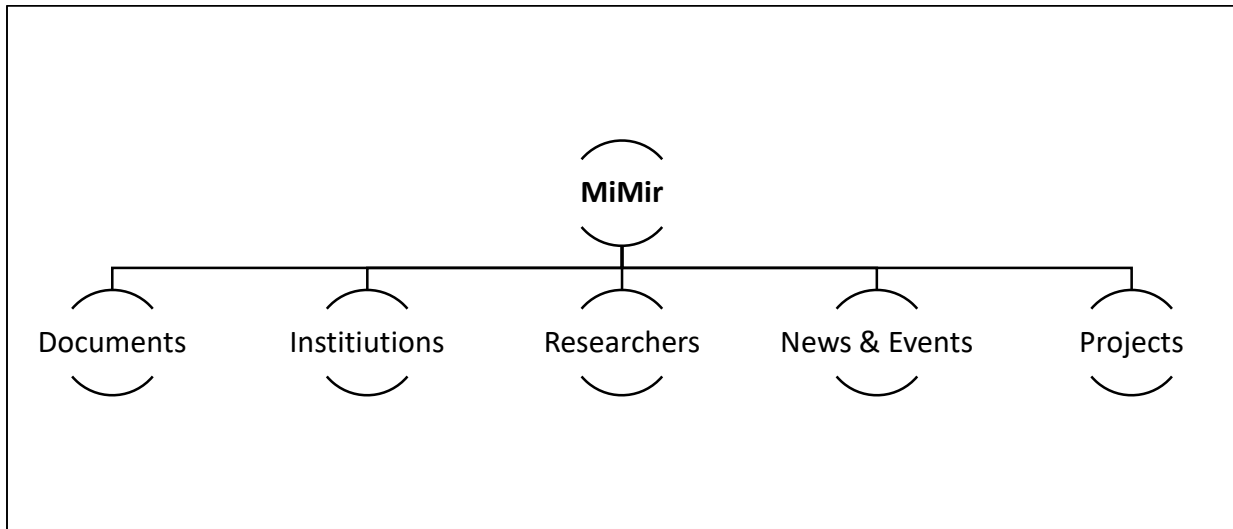 MiMir
Documents
Institiutions
Researchers
News & Events
Projects